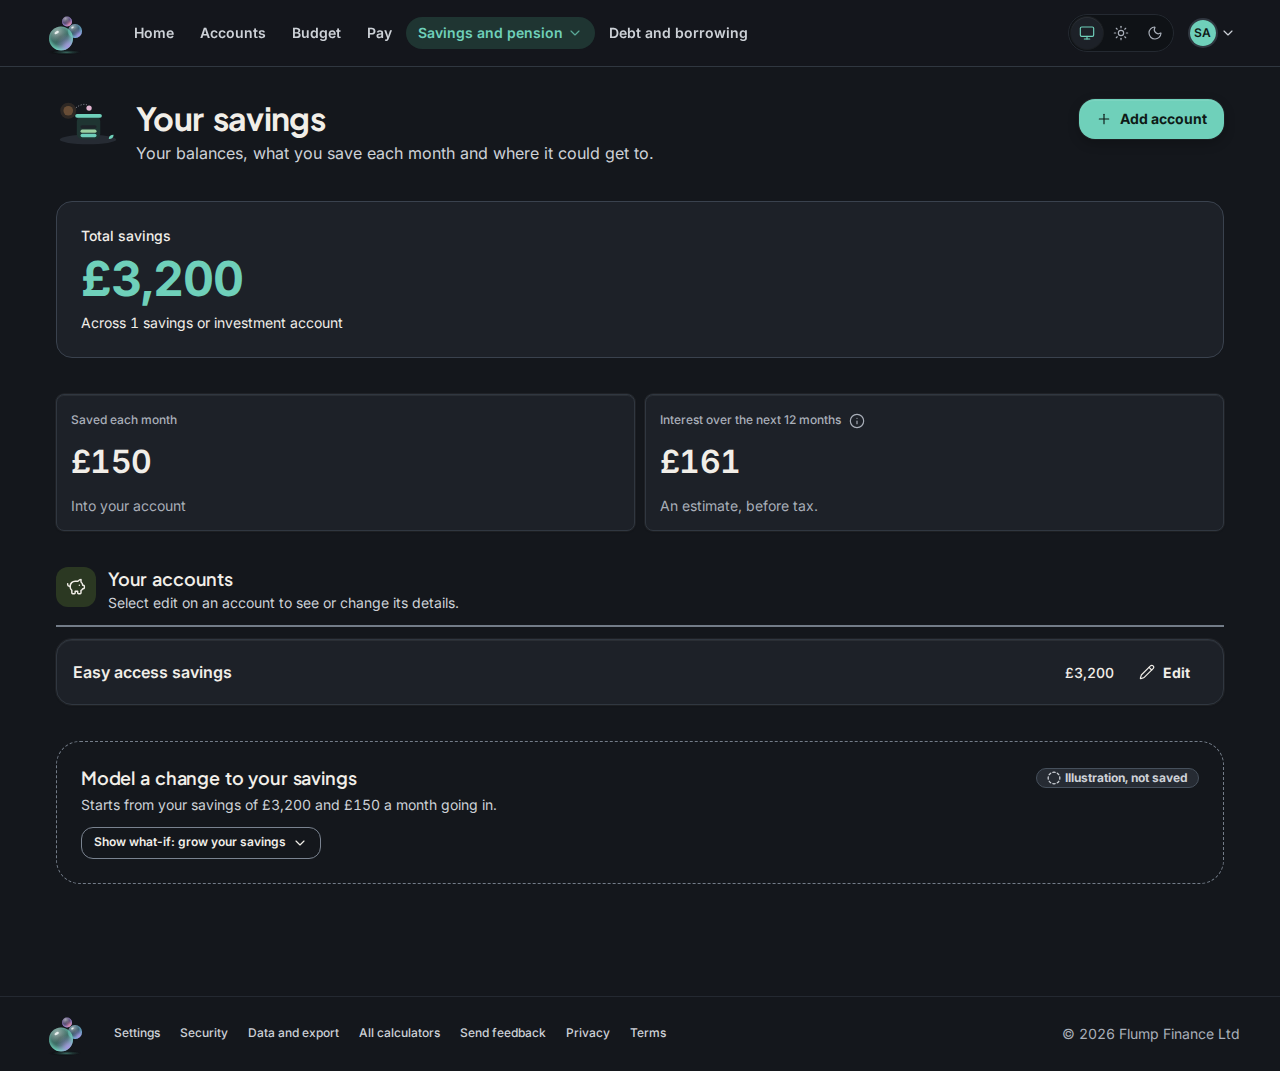 Home Accounts Budget Pay Savings and pension Debt and borrowing SA
Your savings
Add account
Your balances, what you save each month and where it could get to.
Total savings
£3,200
Across 1 savings or investment account
Saved each month
£150
Into your account
Interest over the next 12 months
£161
An estimate, before tax.
Your accounts
Select edit on an account to see or change its details.
Easy access savings £3,200 Edit
Model a change to your savings Illustration, not saved
Starts from your savings of £3,200 and £150 a month going in.
Show what-if: grow your savings
Settings Security Data and export All calculators Send feedback Privacy Terms © 2026 Flump Finance Ltd